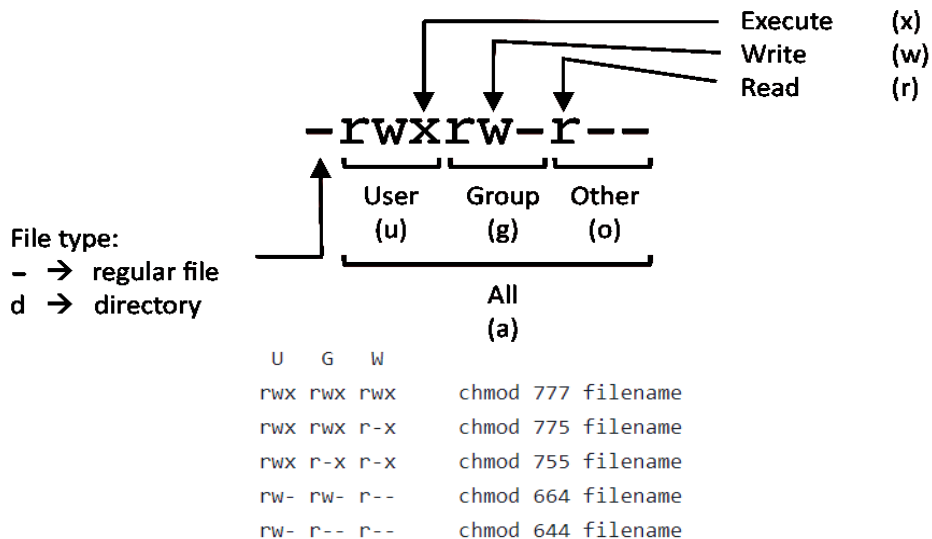 Execute (x)
Write (w)
Read (r)
-rwxrw-r--
User Group Other
(u) (g) (o)
File type:
- → regular file
d → directory
All
(a)
U G W
rwx rwx rwx chmod 777 filename
rwx rwx r-x chmod 775 filename
rwx r-x r-x chmod 755 filename
rw- rw- r-- chmod 664 filename
rw- r-- r-- chmod 644 filename